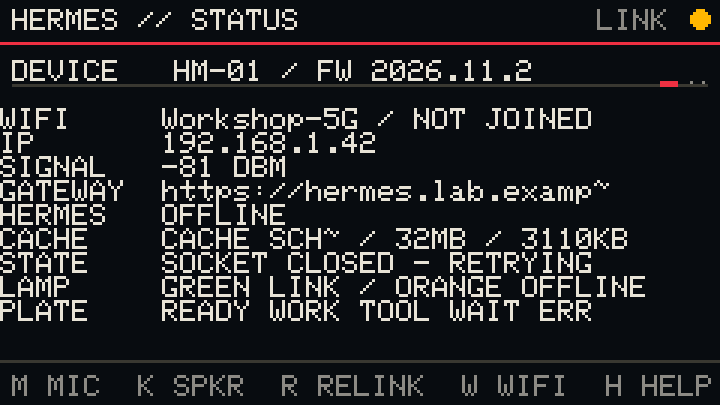 HERMES // STATUS LINK
DEVICE HM-01 / FW 2026.11.2
WIFI Workshop-5G / NOT JOINED
IP 192.168.1.42
SIGNAL -81 DBM
GATEWAY https://hermes.lab.examp~
HERMES OFFLINE
CACHE CACHE SCH~ / 32MB / 3110KB
STATE SOCKET CLOSED - RETRYING
LAMP GREEN LINK / ORANGE OFFLINE
PLATE READY WORK TOOL WAIT ERR
M MIC K SPKR R RELINK W WIFI H HELP